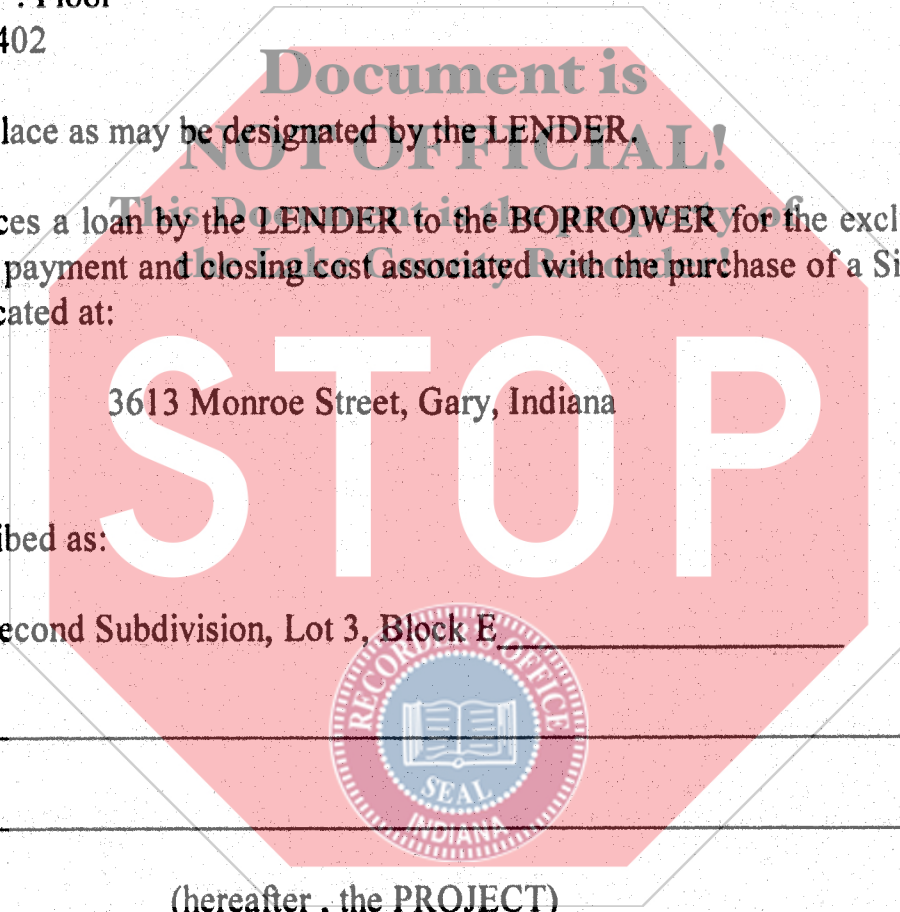 Floor
402
lace as may be designated by the LENDER.
ces a loan by the LENDER to the BORROWER for the excl
payment and closing cost associated with the purchase of a Si
cated at:
3613 Monroe Street, Gary, Indiana
ibed as:
econd Subdivision, Lot 3, Block E
(hereafter , the PROJECT)
Document is
NOT OFFICIAL!
This Document is the property of
the Lake County Recorder!
STOP
RECORDER'S OFFICE
SEAL
INDIANA